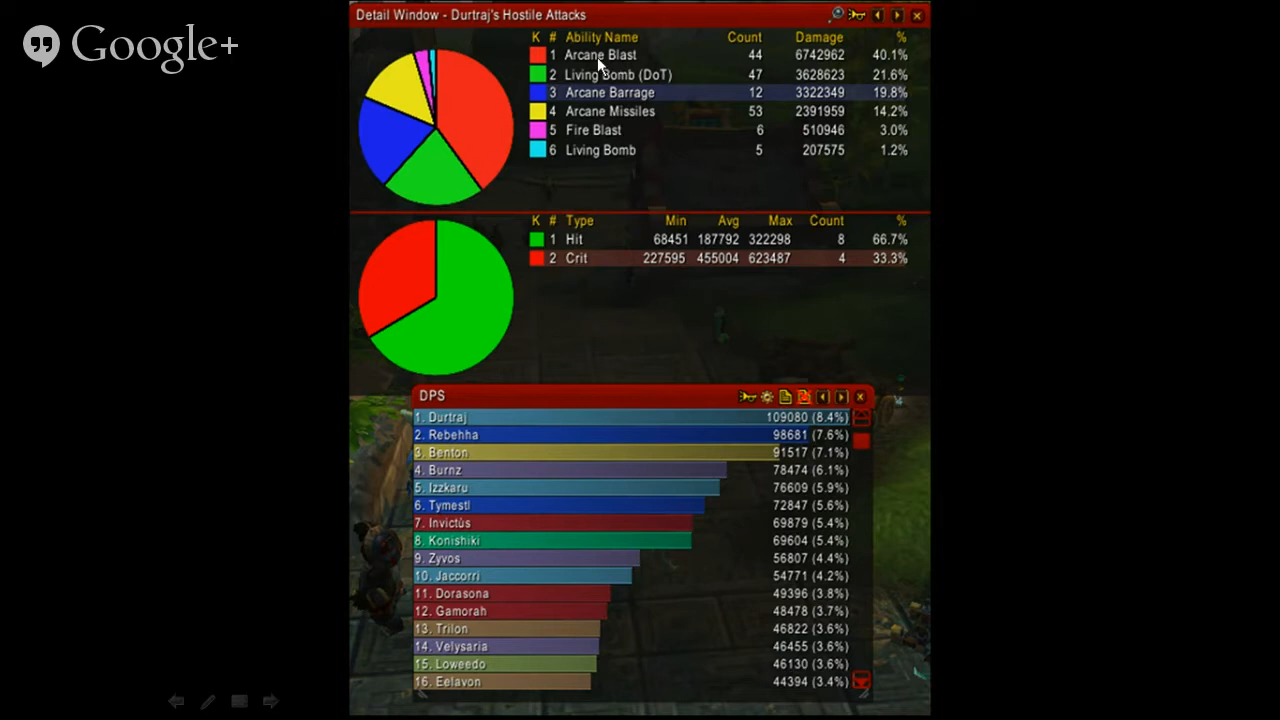 Google+
Detail Window - Durtraj's Hostile Attacks
K # Ability Name Count Damage %
1 Arcane Blast 44 6742962 40.1%
2 Living Bomb (DoT) 47 3628623 21.6%
3 Arcane Barrage 12 3322349 19.8%
4 Arcane Missiles 53 2391959 14.2%
5 Fire Blast 6 510946 3.0%
6 Living Bomb 5 207575 1.2%
K # Type Min Avg Max Count %
1 Hit 68451 187792 322298 8 66.7%
2 Crit 227595 455004 623487 4 33.3%
DPS
1. Durtraj 109080 (8.4%)
2. Rebehha 98681 (7.6%)
3. Benton 91517 (7.1%)
4. Burnz 78474 (6.1%)
5. Izzkaru 76609 (5.9%)
6. Tymestl 72847 (5.6%)
7. Invictùs 69879 (5.4%)
8. Konishiki 69604 (5.4%)
9. Zyvos 56807 (4.4%)
10. Jaccorri 54771 (4.2%)
11. Dorasona 49396 (3.8%)
12. Gamorah 48478 (3.7%)
13. Trilon 46822 (3.6%)
14. Velysaria 46455 (3.6%)
15. Loweedo 46130 (3.6%)
16. Eelavon 44394 (3.4%)